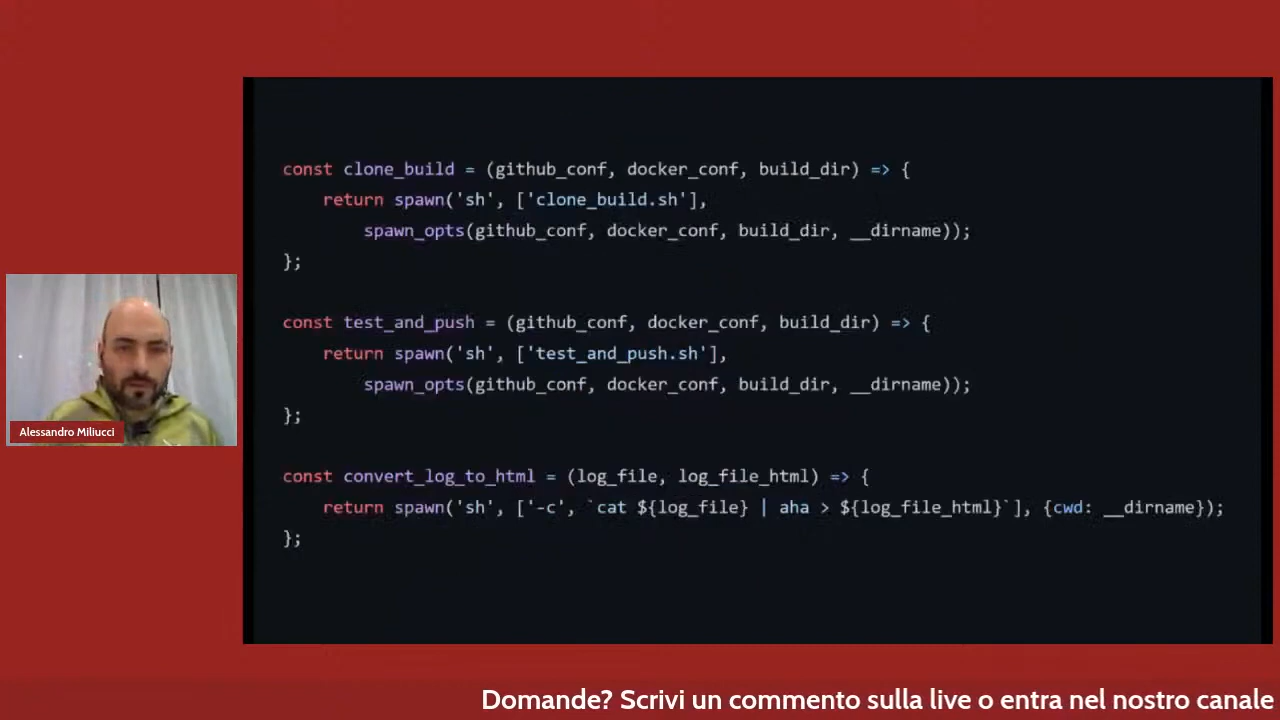 const clone_build = (github_conf, docker_conf, build_dir) => {
    return spawn('sh', ['clone_build.sh'],
        spawn_opts(github_conf, docker_conf, build_dir, __dirname));
};
const test_and_push = (github_conf, docker_conf, build_dir) => {
    return spawn('sh', ['test_and_push.sh'],
        spawn_opts(github_conf, docker_conf, build_dir, __dirname));
};
const convert_log_to_html = (log_file, log_file_html) => {
    return spawn('sh', ['-c', `cat ${log_file} | aha > ${log_file_html}`], {cwd: __dirname});
};
Alessandro Miliucci
Domande? Scrivi un commento sulla live o entra nel nostro canale